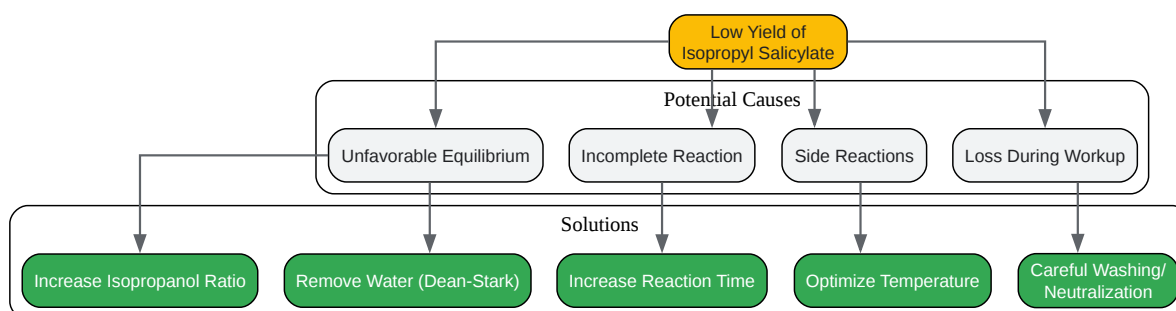 Low Yield of
Isopropyl Salicylate
Potential Causes
Unfavorable Equilibrium
Incomplete Reaction
Side Reactions
Loss During Workup
Solutions
Increase Isopropanol Ratio
Remove Water (Dean-Stark)
Increase Reaction Time
Optimize Temperature
Careful Washing/
Neutralization